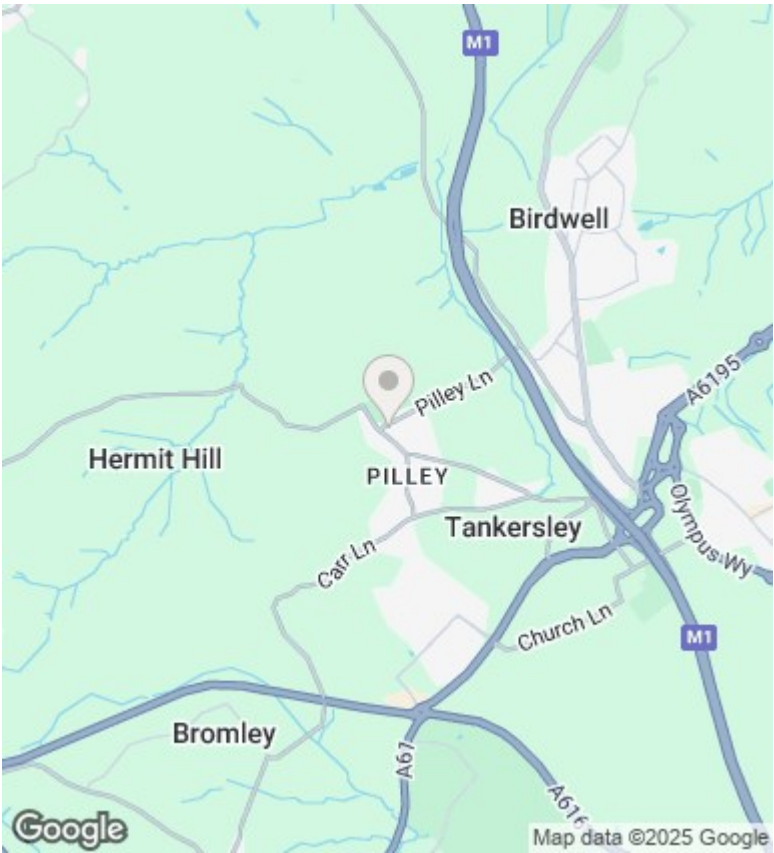 M1
Birdwell
A6195
Pilley Ln
Hermit Hill
PILLEY
Olympus Wy
Tankersley
Carr Ln
Church Ln
M1
Bromley
A67
A616
Google
Map data ©2025 Google